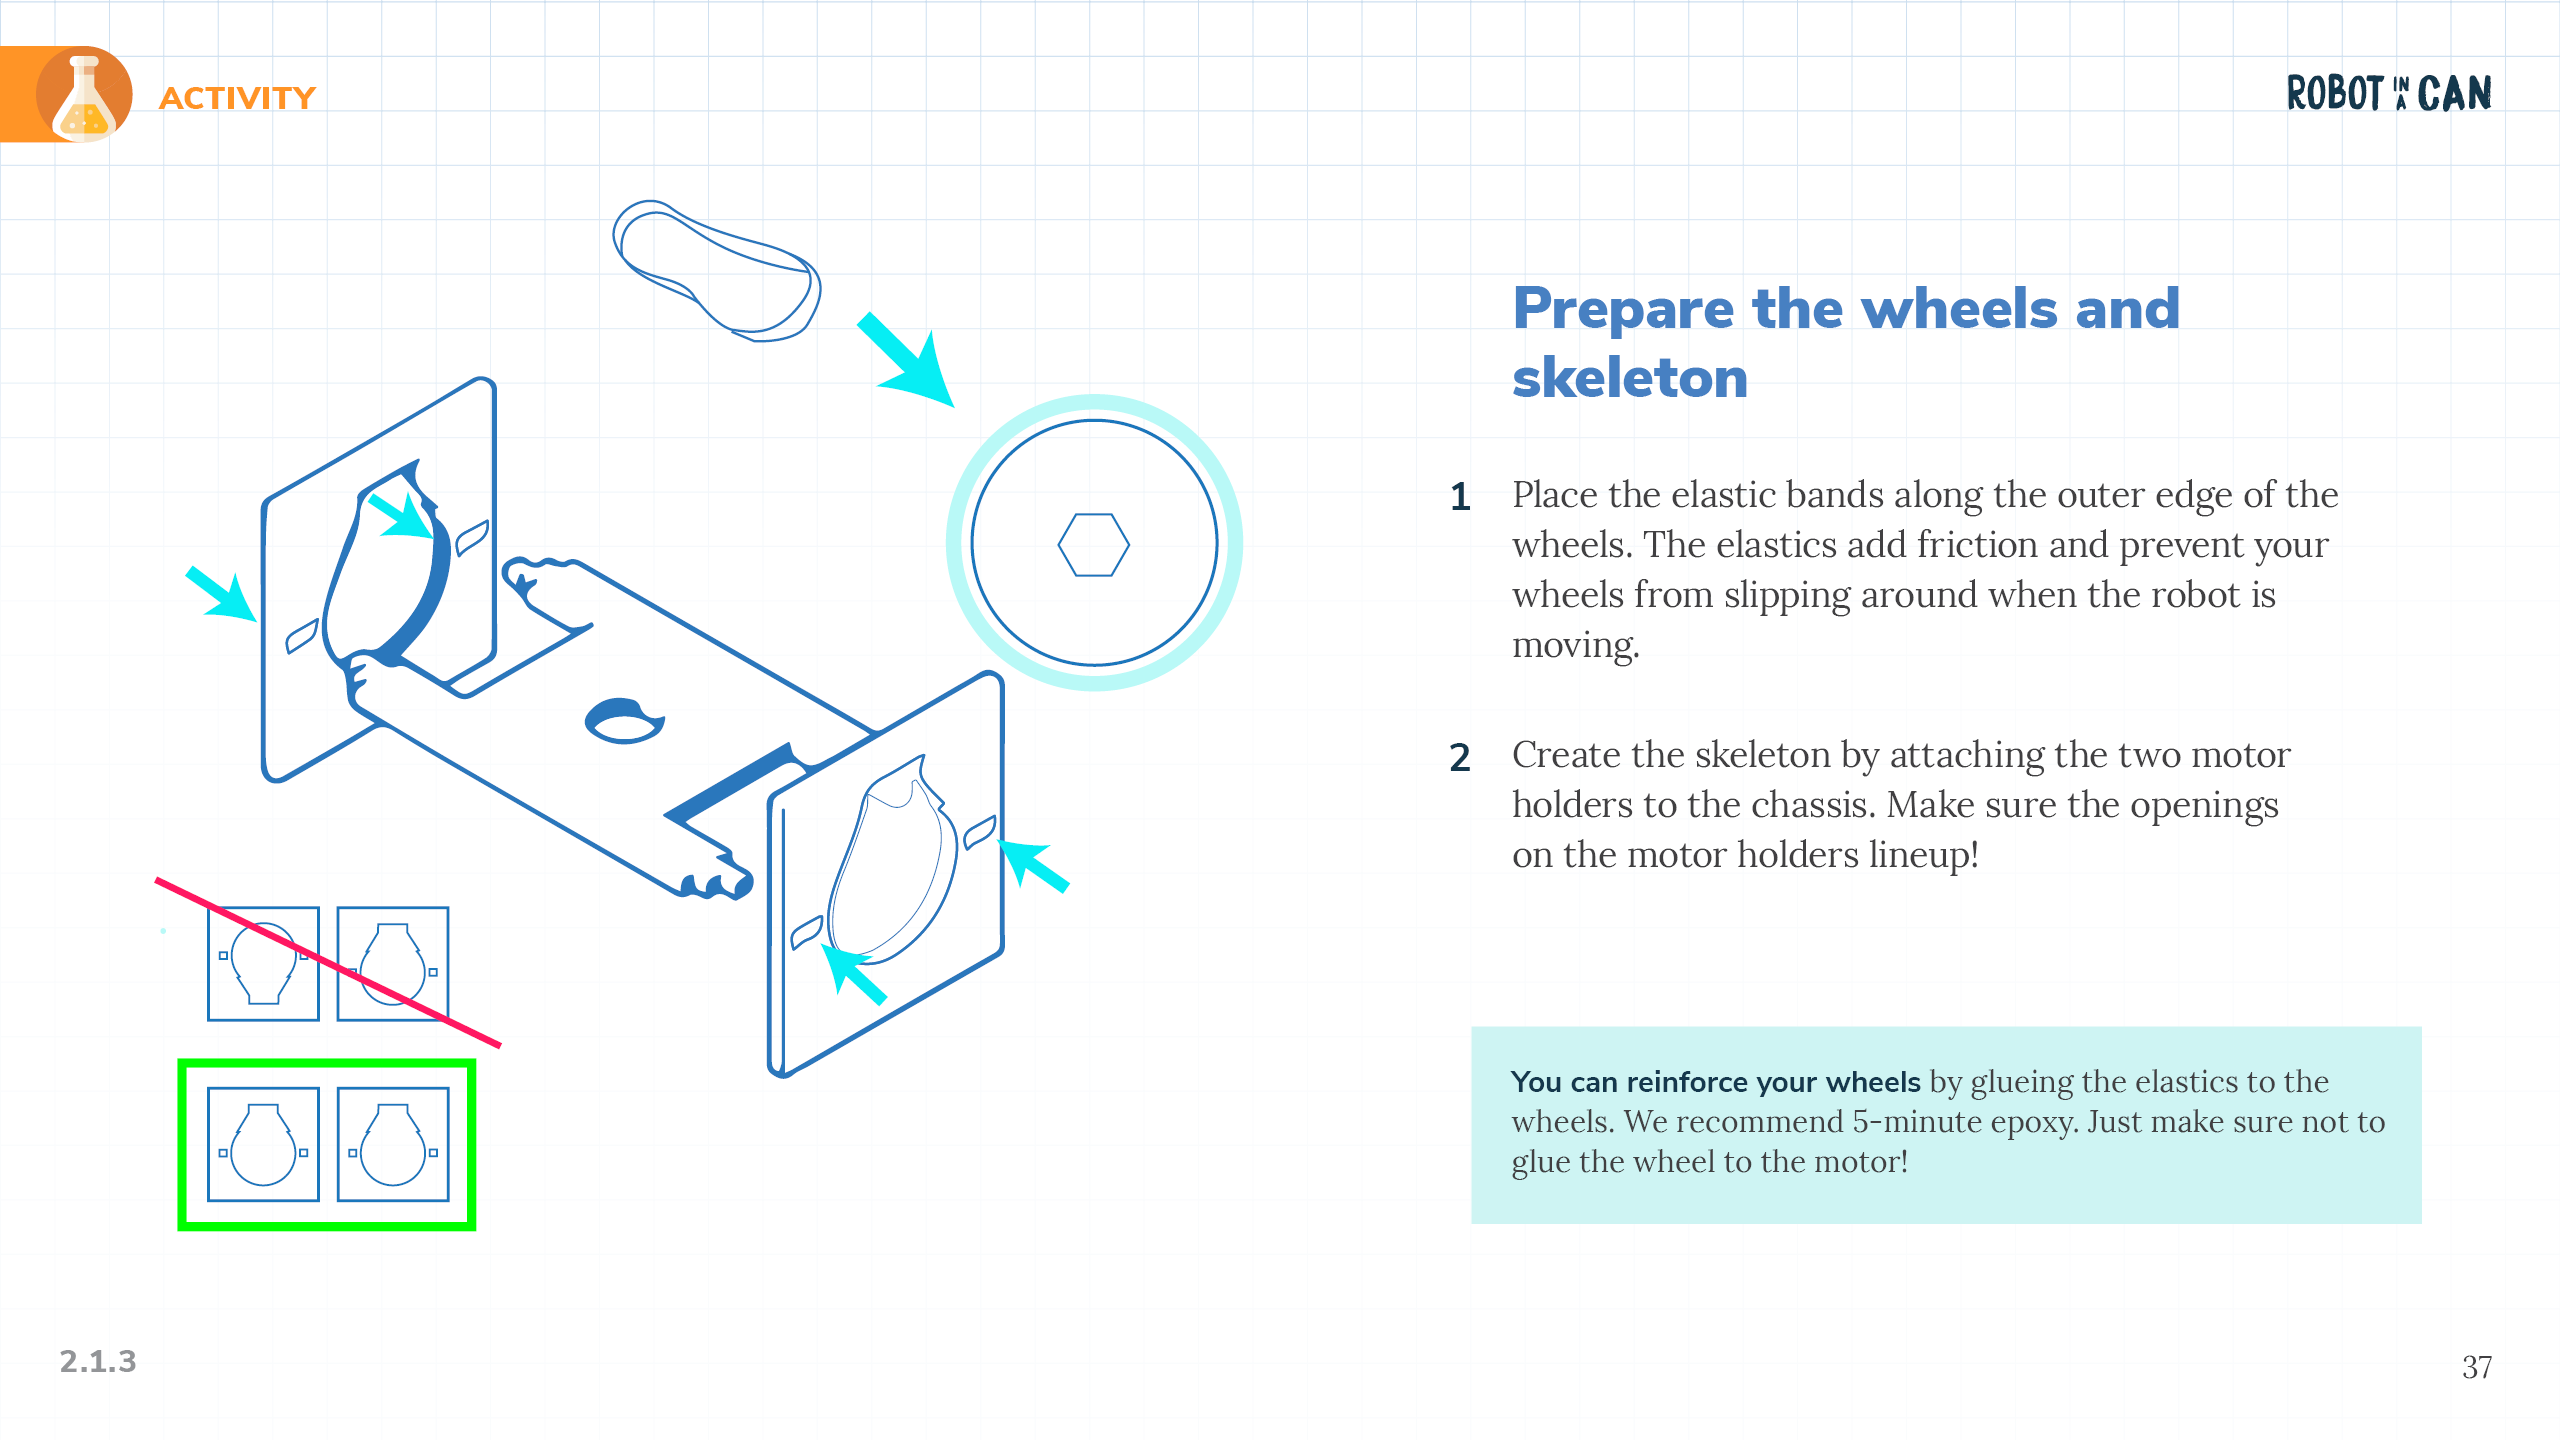 ACTIVITY
ROBOT IN A CAN
Prepare the wheels and
skeleton
1 Place the elastic bands along the outer edge of the
wheels. The elastics add friction and prevent your
wheels from slipping around when the robot is
moving.
2 Create the skeleton by attaching the two motor
holders to the chassis. Make sure the openings
on the motor holders lineup!
You can reinforce your wheels by glueing the elastics to the
wheels. We recommend 5-minute epoxy. Just make sure not to
glue the wheel to the motor!
2.1.3
37